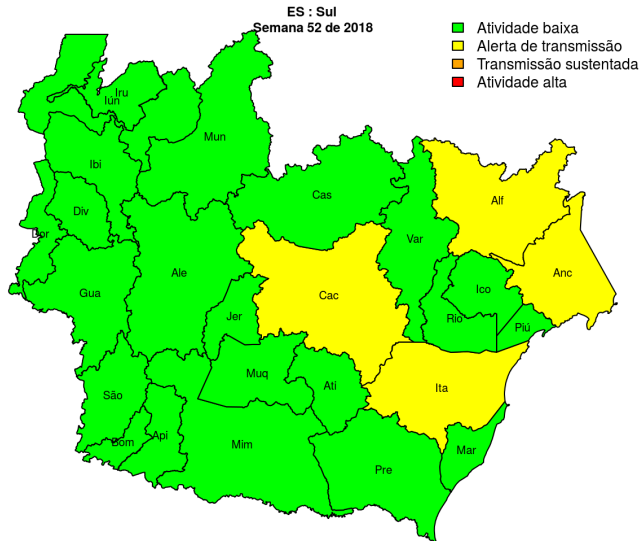 ES : Sul
Semana 52 de 2018
Atividade baixa
Alerta de transmissão
Transmissão sustentada
Atividade alta
Iru
Iún
Mun
Ibi
Cas
Alf
Div
Dor
Var
Ale
Anc
Gua
Cac
Ico
Jer
Rio
Piú
Muq
Ati
Ita
São
Api
Bom
Mim
Mar
Pre